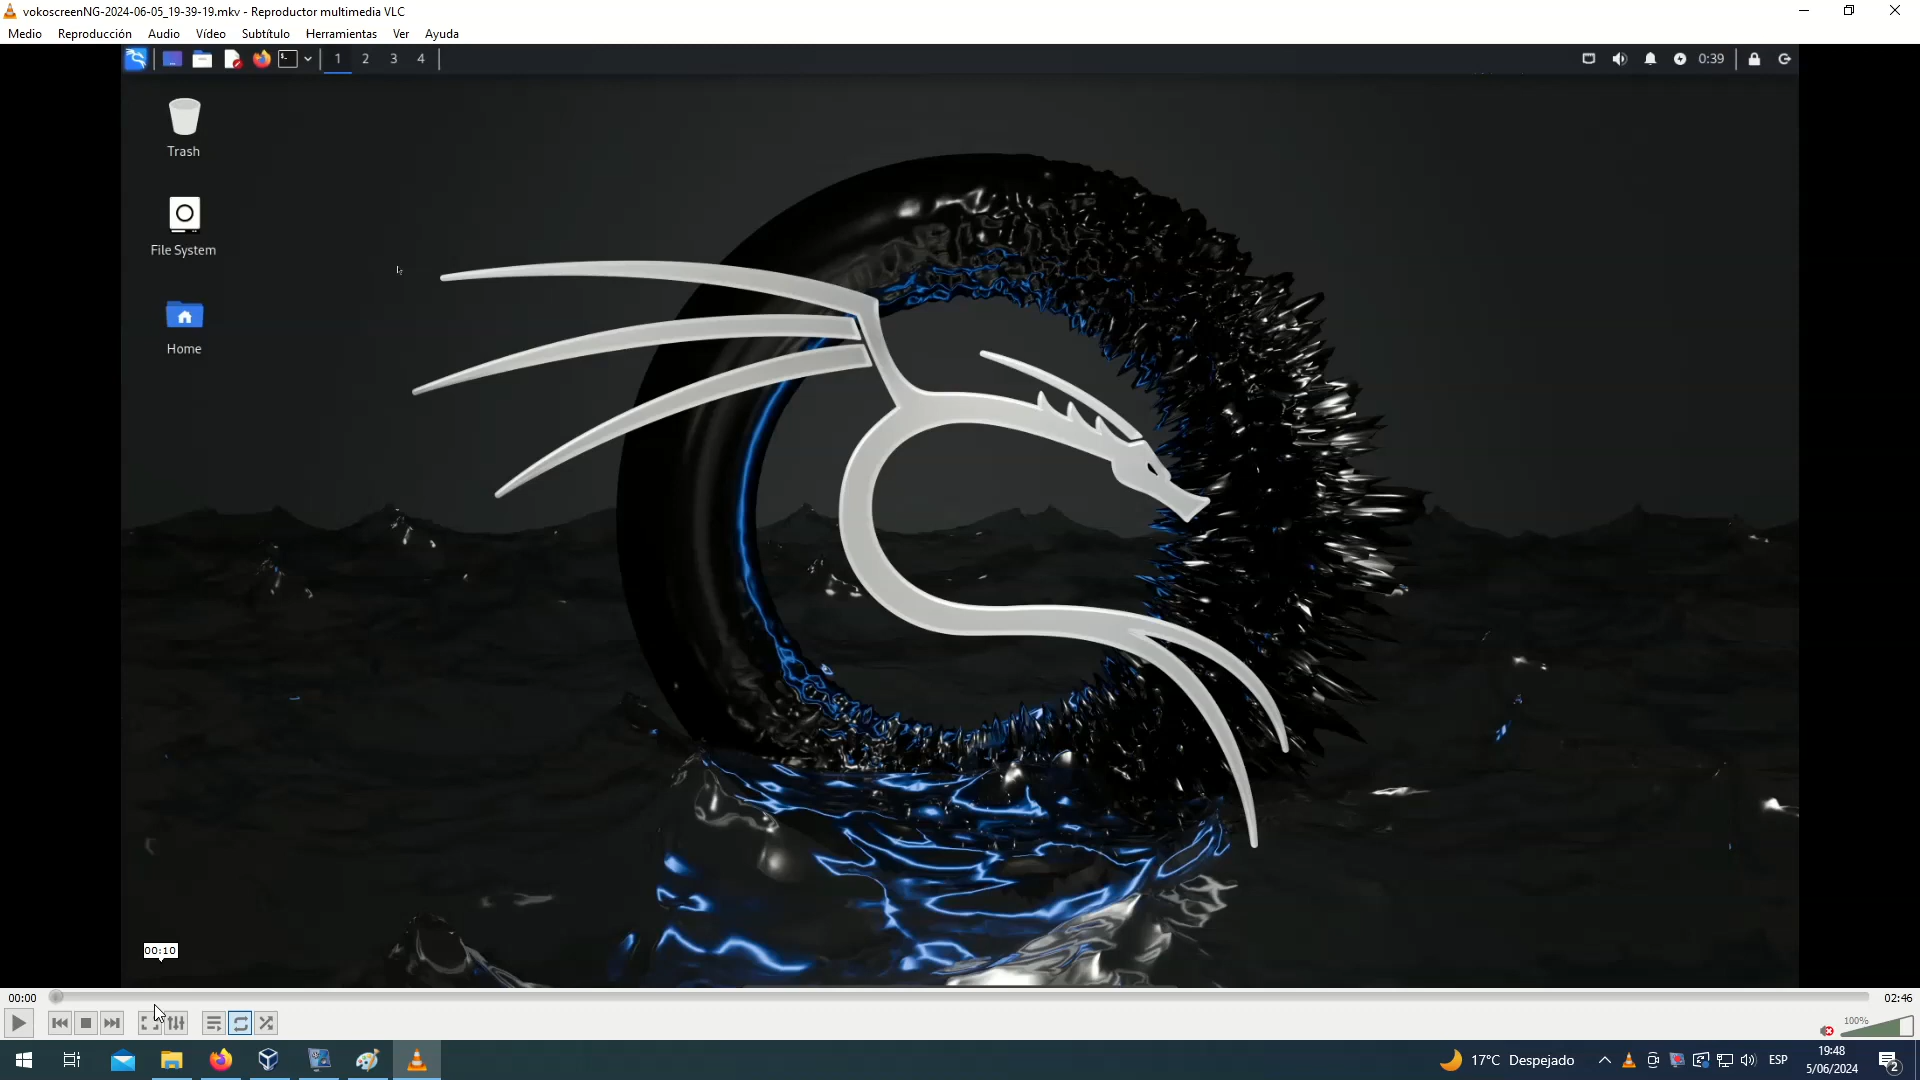 vokoscreenNG-2024-06-05_19-39-19.mkv - Reproductor multimedia VLC
Medio Reproducción Audio Vídeo Subtítulo Herramientas Ver Ayuda
1 2 3 4 0:39
Trash
File System
Home
00:10
00:00 02:46
100%
17°C Despejado ESP 19:48
5/06/2024 2